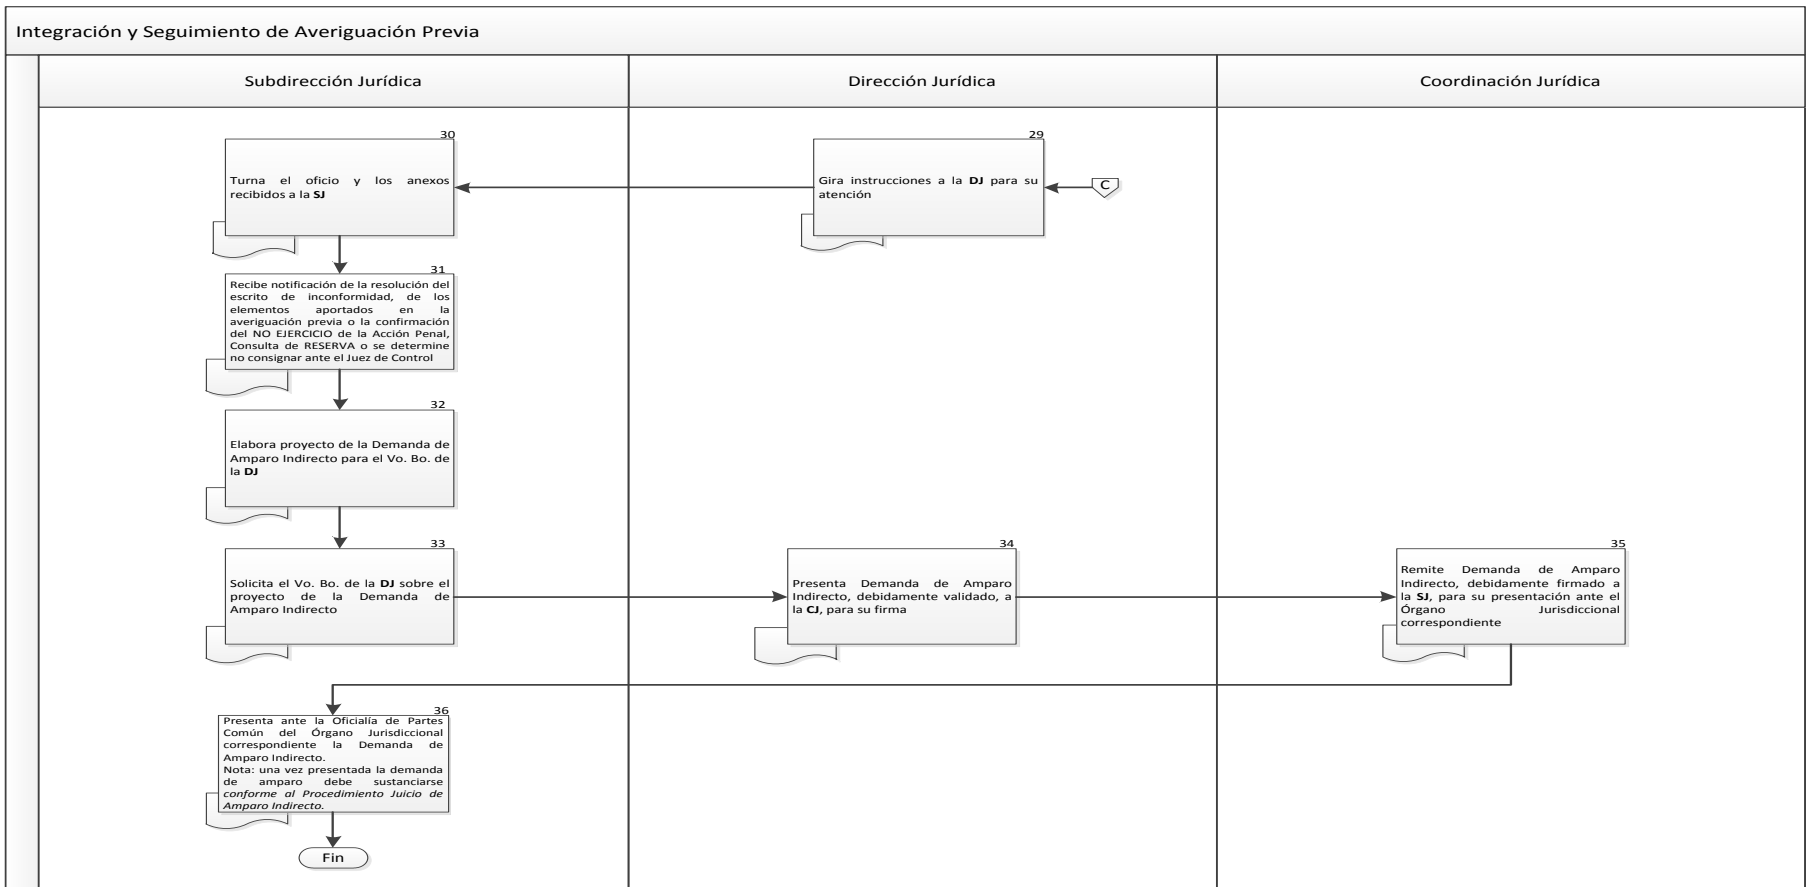 Integración y Seguimiento de Averiguación Previa
Subdirección Jurídica
Dirección Jurídica
Coordinación Jurídica
30
Turna el oficio y los anexos
recibidos a la SJ
29
Gira instrucciones a la DJ para su
atención
C
31
Recibe notificación de la resolución del
escrito de inconformidad, de los
elementos aportados en la
averiguación previa o la confirmación
del NO EJERCICIO de la Acción Penal,
Consulta de RESERVA o se determine
no consignar ante el Juez de Control
32
Elabora proyecto de la Demanda de
Amparo Indirecto para el Vo. Bo. de
la DJ
33
Solicita el Vo. Bo. de la DJ sobre el
proyecto de la Demanda de
Amparo Indirecto
34
Presenta Demanda de Amparo
Indirecto, debidamente validado, a
la CJ, para su firma
35
Remite Demanda de Amparo
Indirecto, debidamente firmado a
la SJ, para su presentación ante el
Órgano Jurisdiccional
correspondiente
36
Presenta ante la Oficialía de Partes
Común del Órgano Jurisdiccional
correspondiente la Demanda de
Amparo Indirecto.
Nota: una vez presentada la demanda
de amparo debe sustanciarse
conforme al Procedimiento Juicio de
Amparo Indirecto.
Fin